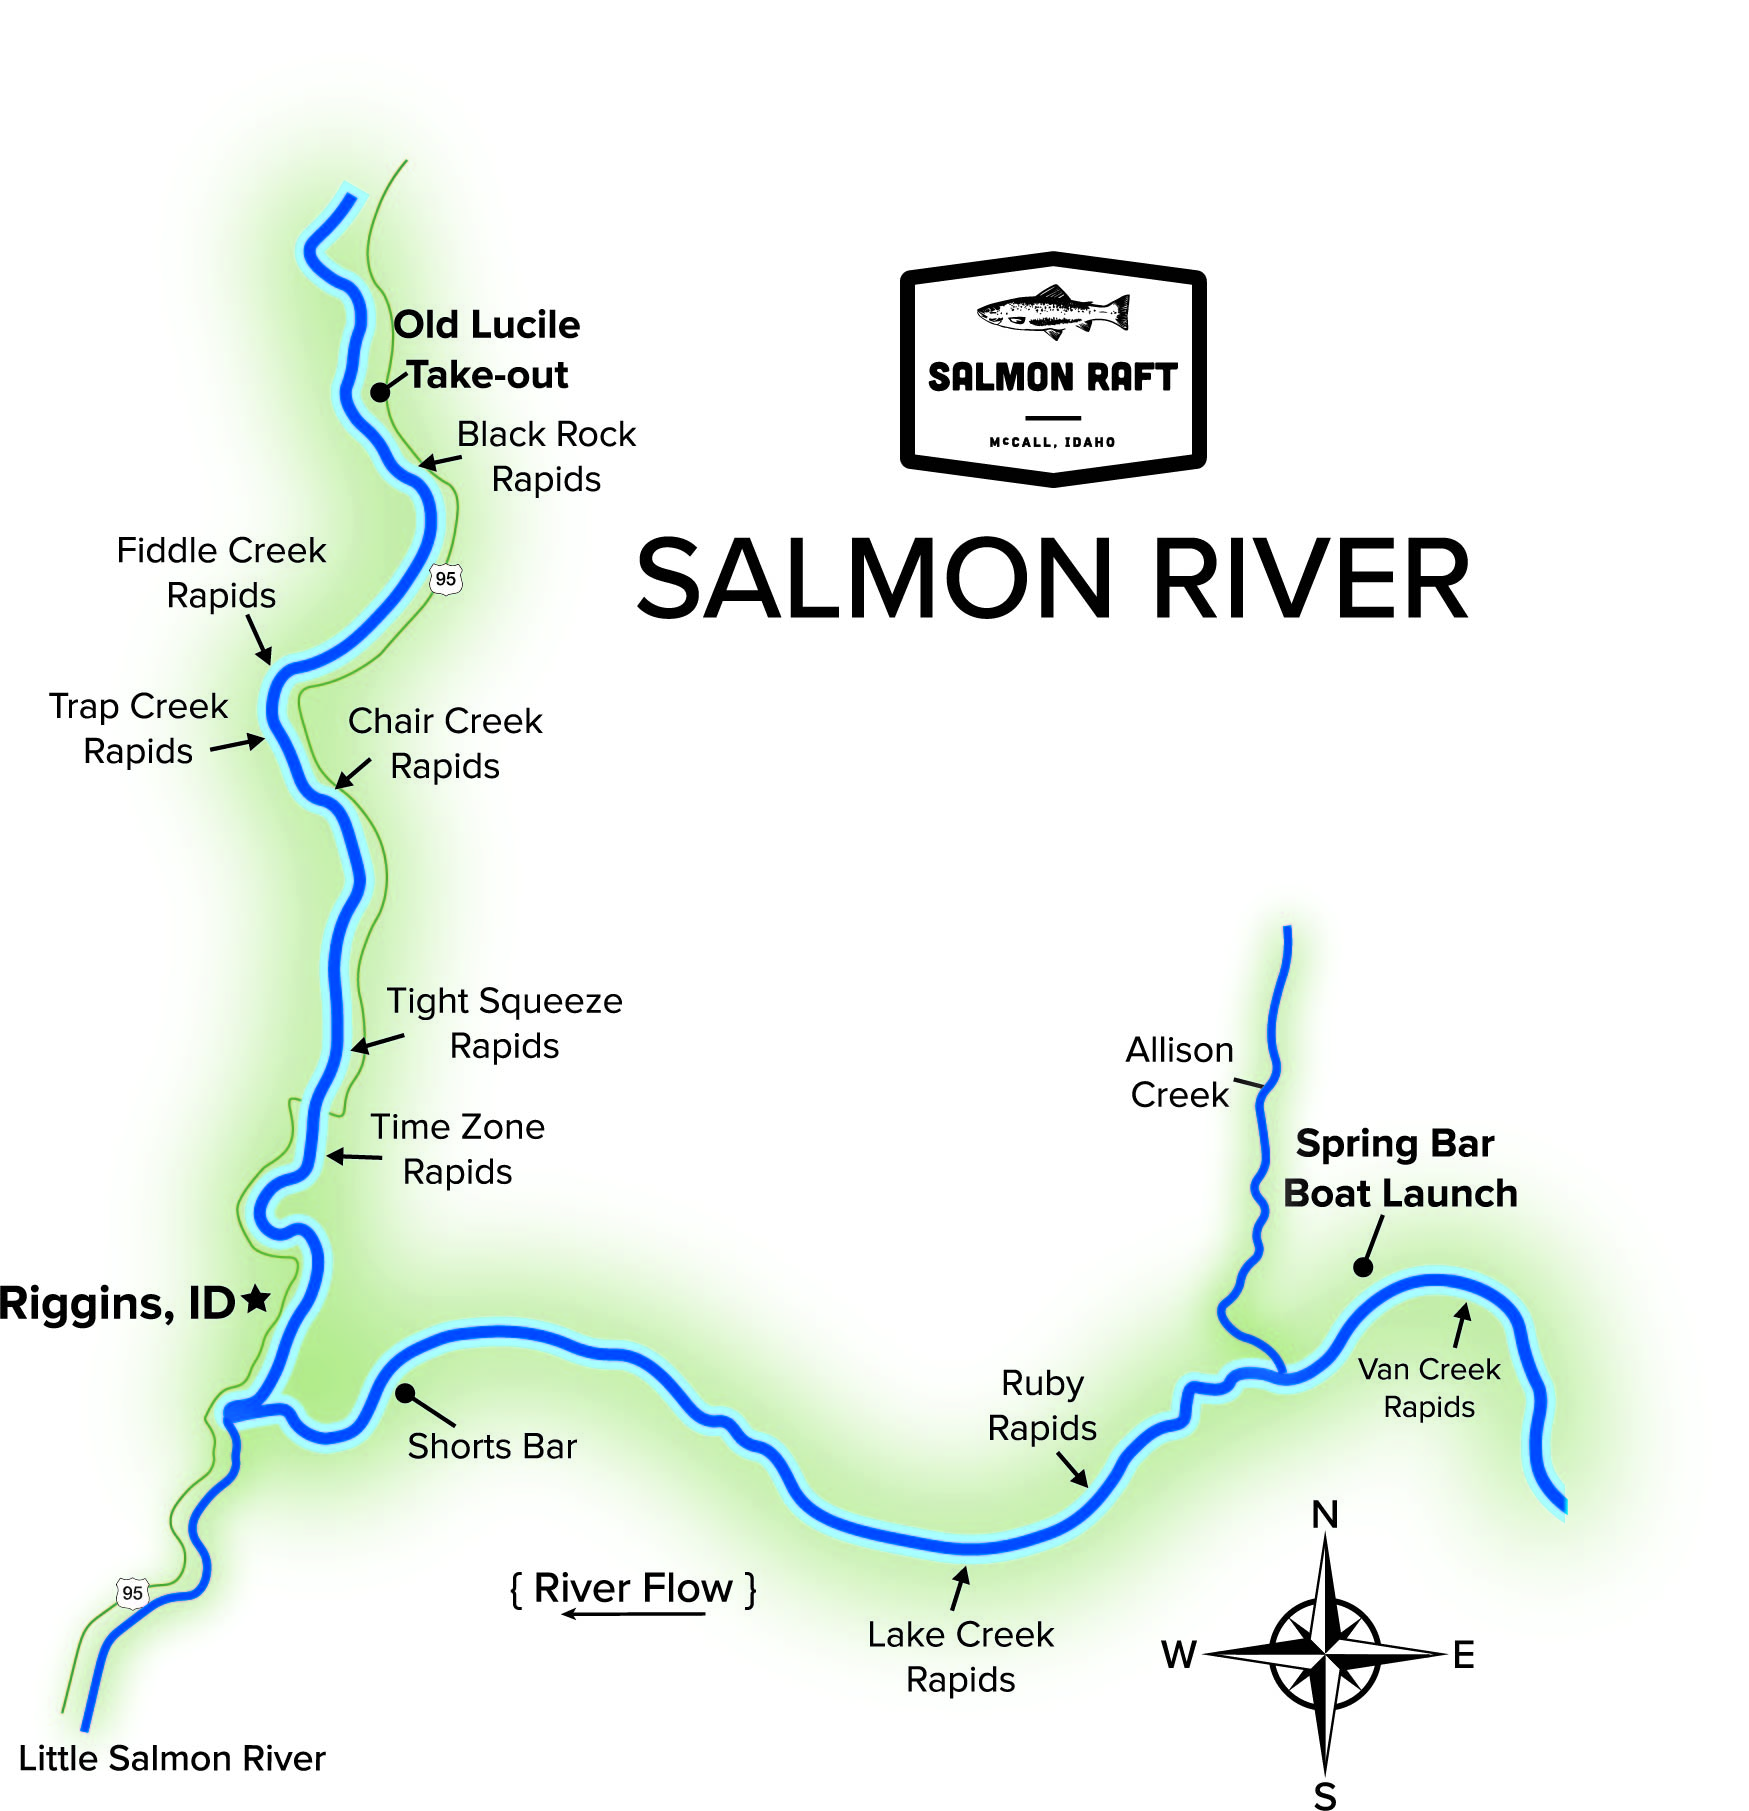 Old Lucile
Take-out
Black Rock
Rapids
SALMON RAFT
McCALL, IDAHO
SALMON RIVER
Fiddle Creek
Rapids
95
Trap Creek
Rapids
Chair Creek
Rapids
Tight Squeeze
Rapids
Time Zone
Rapids
Allison
Creek
Spring Bar
Boat Launch
Riggins, ID
Shorts Bar
Ruby
Rapids
Van Creek
Rapids
95
{ River Flow }
Lake Creek
Rapids
N
W
E
S
Little Salmon River